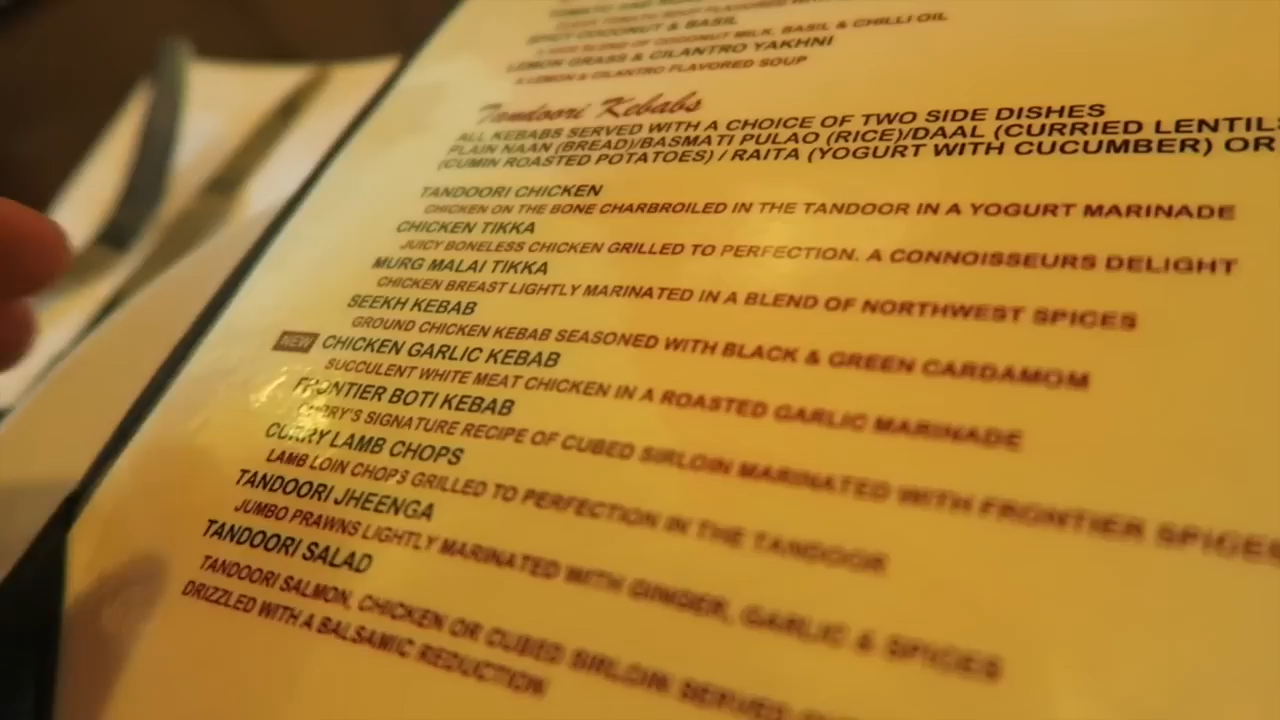 SPICY COCONUT & BASIL
COCONUT MILK, BASIL & CHILLI OIL
LEMON GRASS & CILANTRO YAKHNI
A LEMON & CILANTRO FLAVORED SOUP
Tandoori Kebabs
ALL KEBABS SERVED WITH A CHOICE OF TWO SIDE DISHES
PLAIN NAAN (BREAD)/BASMATI PULAO (RICE)/DAAL (CURRIED LENTIL
(CUMIN ROASTED POTATOES) / RAITA (YOGURT WITH CUCUMBER) OR
TANDOORI CHICKEN
CHICKEN ON THE BONE CHARBROILED IN THE TANDOOR IN A YOGURT MARINADE
CHICKEN TIKKA
JUICY BONELESS CHICKEN GRILLED TO PERFECTION. A CONNOISSEURS DELIGHT
MURG MALAI TIKKA
CHICKEN BREAST LIGHTLY MARINATED IN A BLEND OF NORTHWEST SPICES
SEEKH KEBAB
GROUND CHICKEN KEBAB SEASONED WITH BLACK & GREEN CARDAMOM
NEW CHICKEN GARLIC KEBAB
SUCCULENT WHITE MEAT CHICKEN IN A ROASTED GARLIC MARINADE
FRONTIER BOTI KEBAB
CURRY'S SIGNATURE RECIPE OF CUBED SIRLOIN MARINATED WITH FRONTIER SPICES
CURRY LAMB CHOPS
LAMB LOIN CHOPS GRILLED TO PERFECTION IN THE TANDOOR
TANDOORI JHEENGA
JUMBO PRAWNS LIGHTLY MARINATED WITH GINGER, GARLIC & SPICES
TANDOORI SALAD
TANDOORI SALMON, CHICKEN OR CUBED SIRLOIN SERVED
DRIZZLED WITH A BALSAMIC REDUCTION